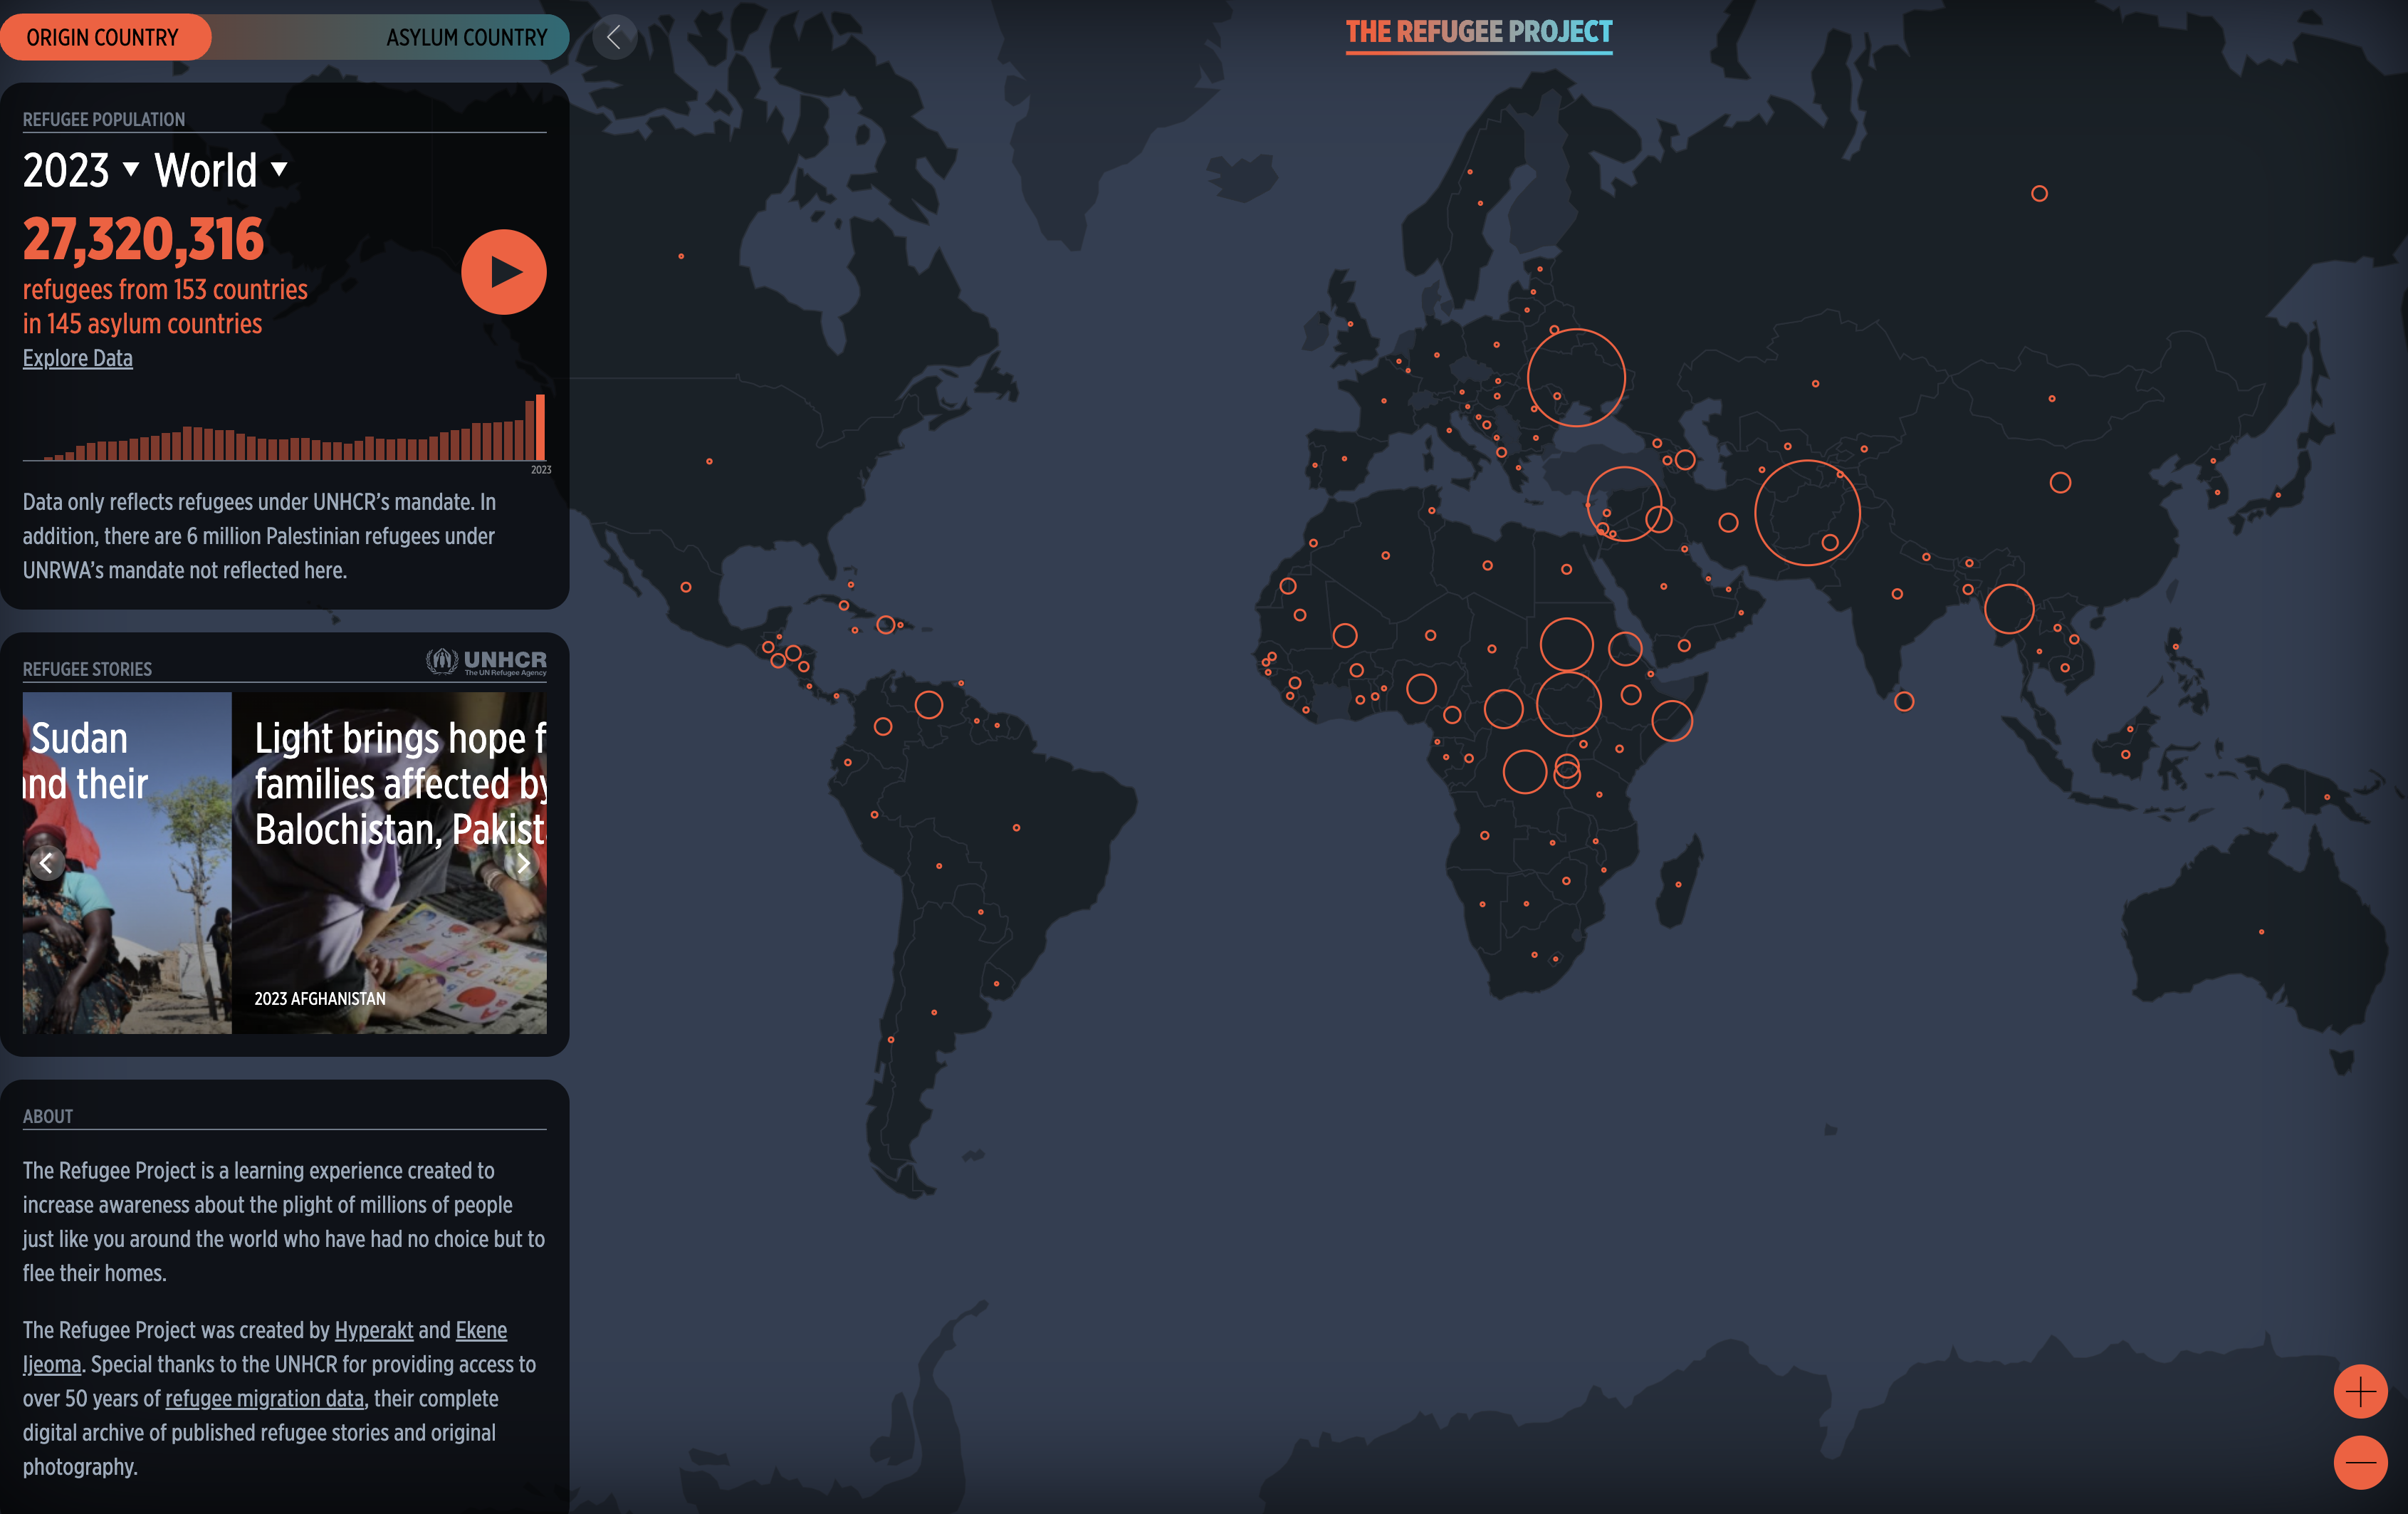 ORIGIN COUNTRY
ASYLUM COUNTRY
THE REFUGEE PROJECT
REFUGEE POPULATION
2023 World
27,320,316
refugees from 153 countries
in 145 asylum countries
Explore Data
2023
Data only reflects refugees under UNHCR’s mandate. In
addition, there are 6 million Palestinian refugees under
UNRWA’s mandate not reflected here.
REFUGEE STORIES
UNHCR
The UN Refugee Agency
Sudan
nd their
Light brings hope f
families affected by
Balochistan, Pakist
2023 AFGHANISTAN
ABOUT
The Refugee Project is a learning experience created to
increase awareness about the plight of millions of people
just like you around the world who have had no choice but to
flee their homes.
The Refugee Project was created by Hyperakt and Ekene
Ijeoma. Special thanks to the UNHCR for providing access to
over 50 years of refugee migration data, their complete
digital archive of published refugee stories and original
photography.